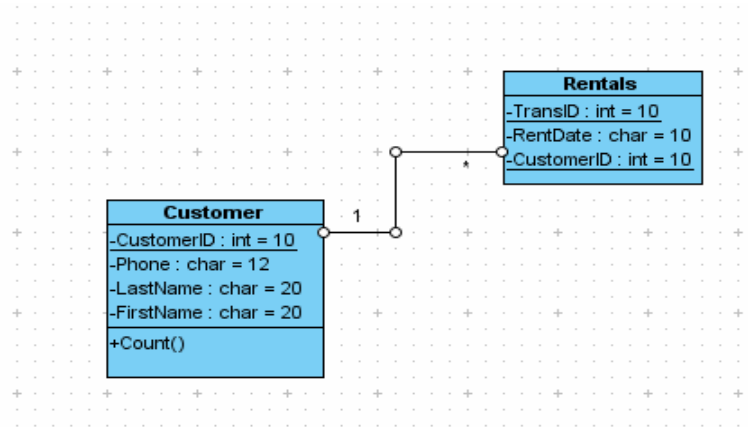 Rentals
-TransID : int = 10
-RentDate : char = 10
-CustomerID : int = 10
*
1
Customer
-CustomerID : int = 10
-Phone : char = 12
-LastName : char = 20
-FirstName : char = 20
+Count()